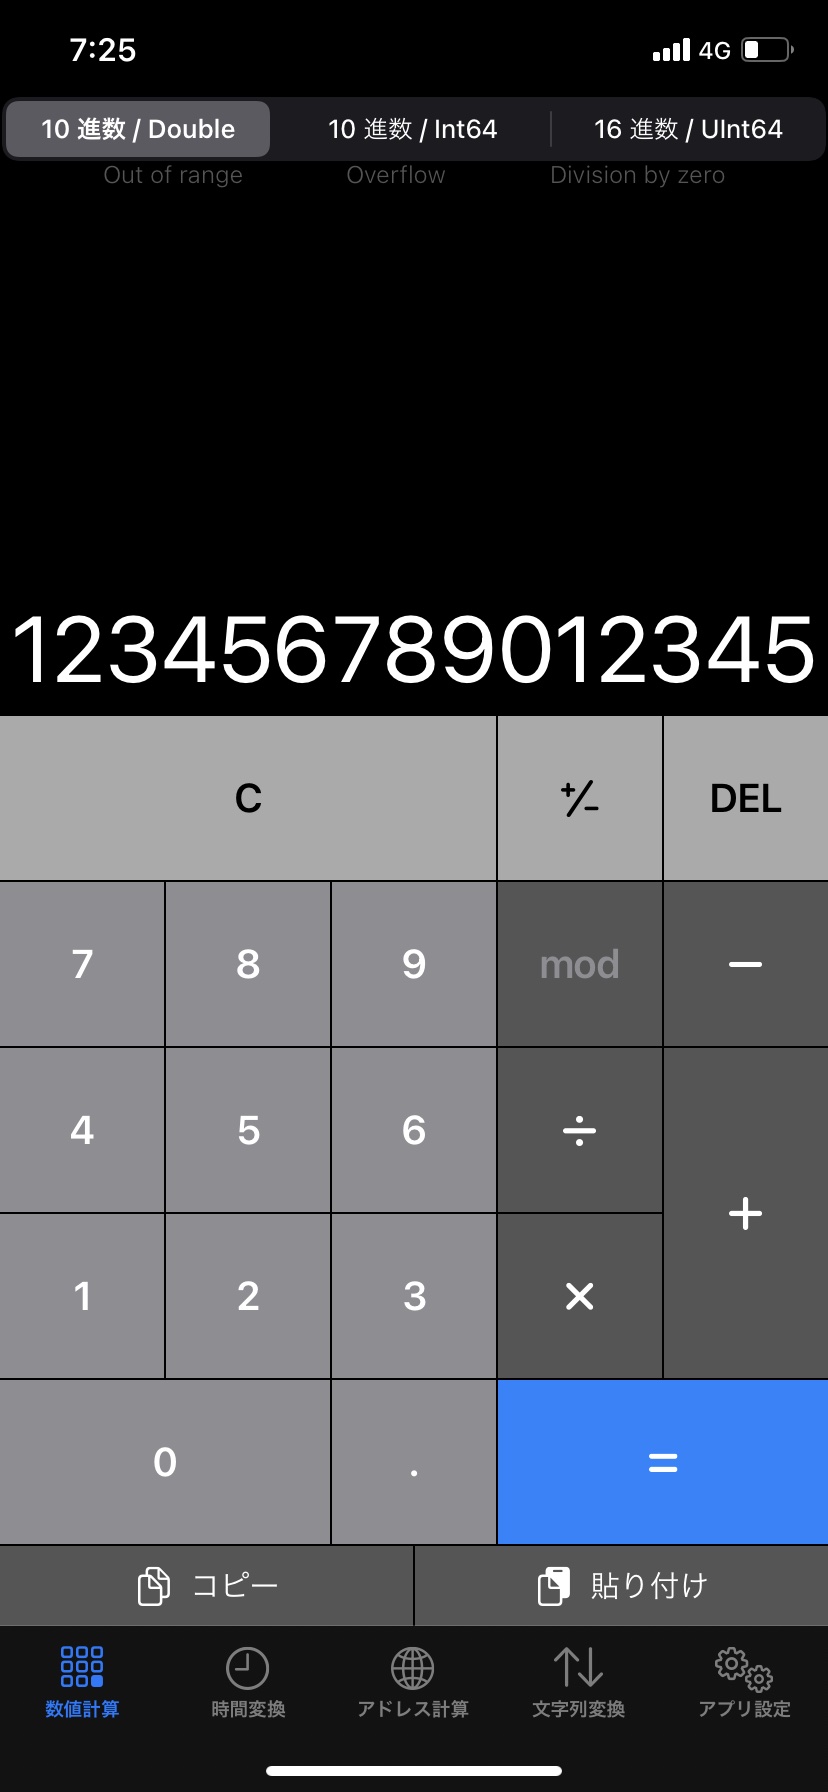 7:25 4G
10 進数 / Double 10 進数 / Int64 16 進数 / UInt64
Out of range Overflow Division by zero
123456789012345
C +/− DEL
7 8 9 mod −
4 5 6 ÷
+
1 2 3 ×
0 . =
コピー 貼り付け
数値計算 時間変換 アドレス計算 文字列変換 アプリ設定